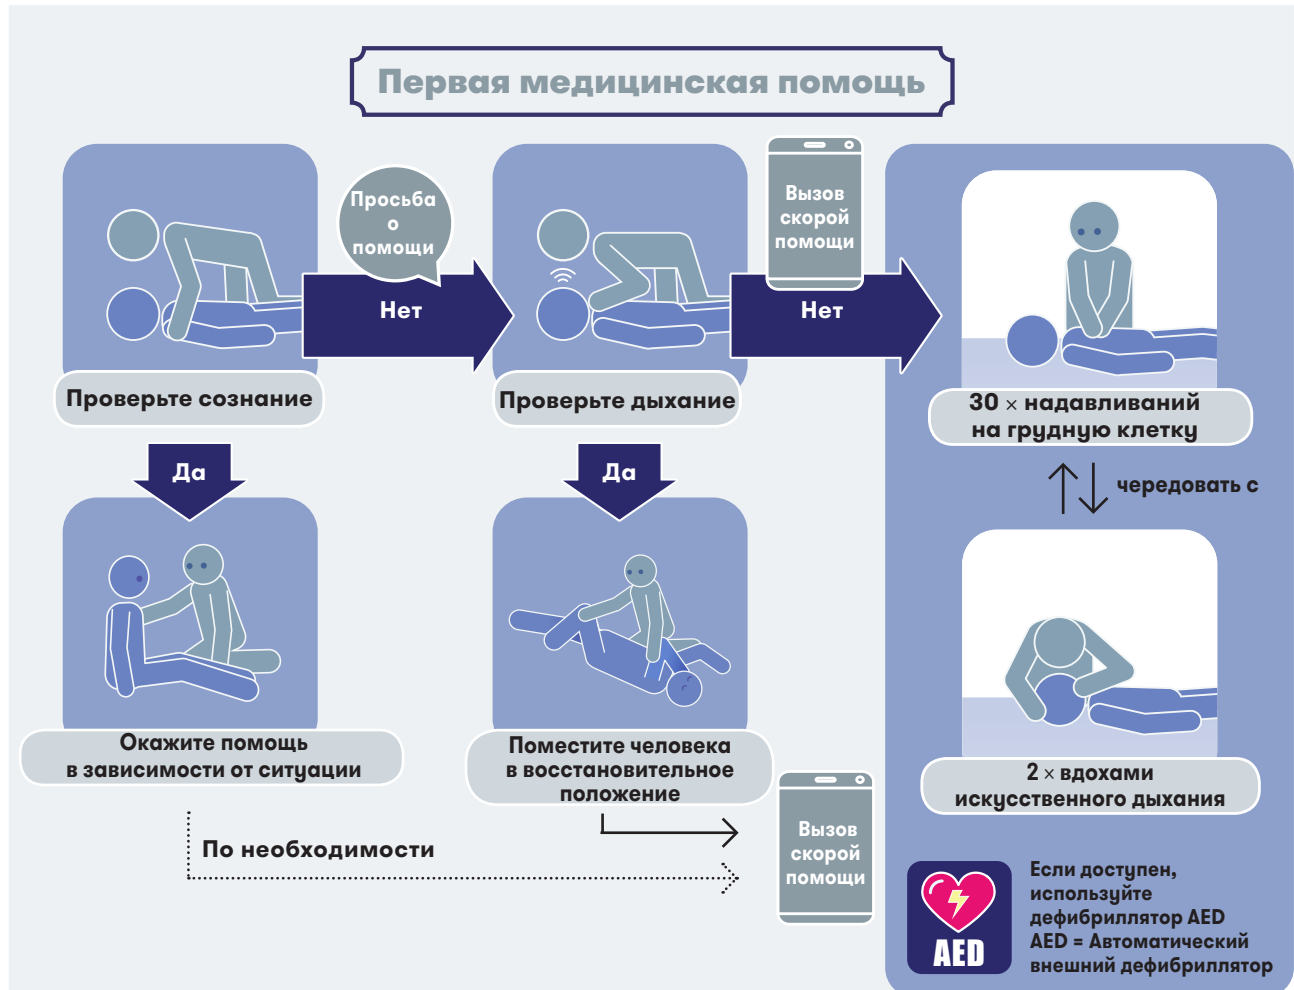 Первая медицинская помощь
Просьба
о
помощи
Вызов
скорой
помощи
Нет
Нет
Проверьте сознание
Проверьте дыхание
30 × надавливаний
на грудную клетку
Да
Да
чередовать с
Окажите помощь
в зависимости от ситуации
Поместите человека
в восстановительное
положение
2 × вдохами
искусственного дыхания
По необходимости
Вызов
скорой
помощи
AED
Если доступен,
используйте
дефибриллятор AED
AED = Автоматический
внешний дефибриллятор